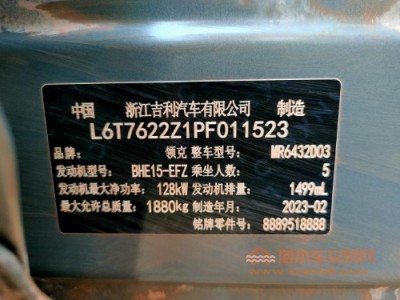 中国 浙江吉利汽车有限公司 制造
L6T7622Z1PF011523
品牌: 领克 整车型号: MR6432D03
发动机型号: BHE15-EFZ 乘坐人数: 5
发动机最大净功率: 128kW 发动机排量: 1499mL
最大允许总质量: 1880kg 制造年月: 2023-02
铭牌零件号: 8889518888